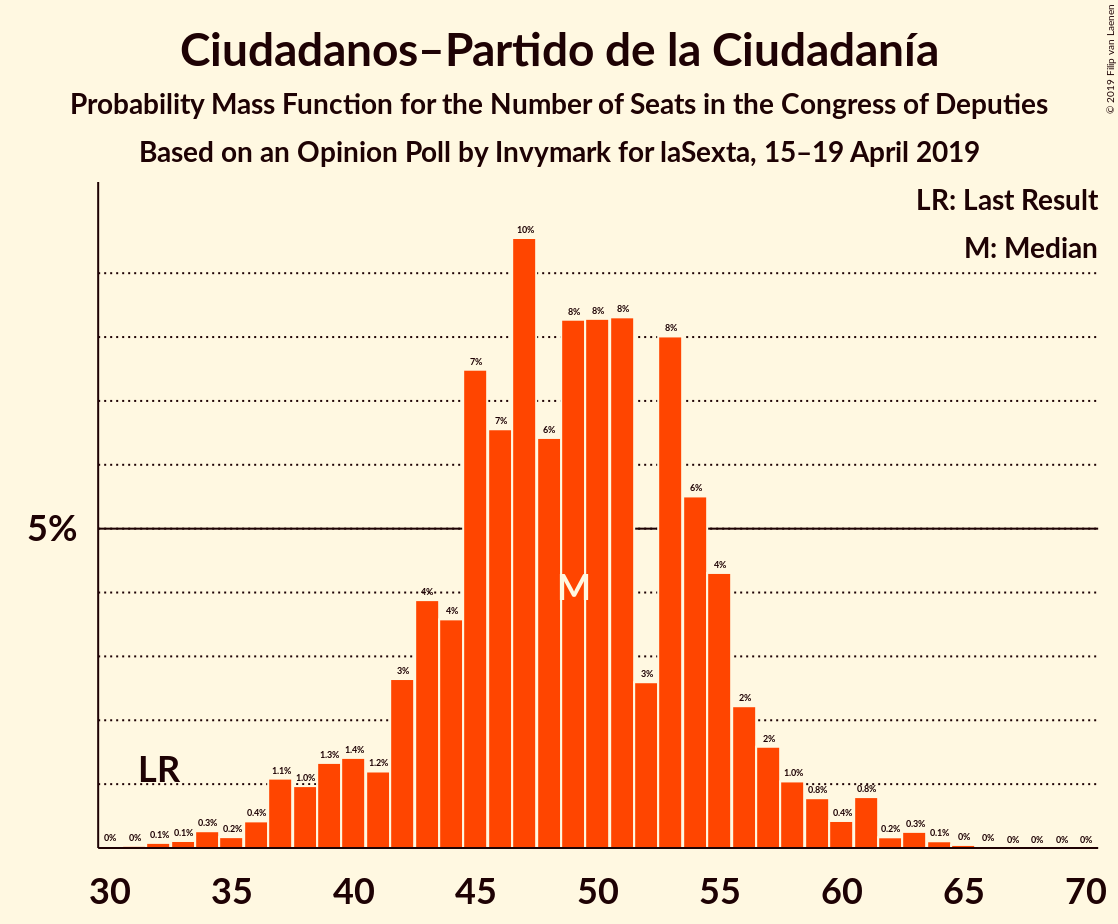 Ciudadanos–Partido de la Ciudadanía
Probability Mass Function for the Number of Seats in the Congress of Deputies
Based on an Opinion Poll by Invymark for laSexta, 15–19 April 2019
© 2019 Filip van Laenen
LR: Last Result
M: Median
5%
LR
M
0% 0% 0.1% 0.1% 0.3% 0.2% 0.4% 1.1% 1.0% 1.3% 1.4% 1.2% 3% 4% 4% 7% 7% 10% 6% 8% 8% 8% 3% 8% 6% 4% 2% 2% 1.0% 0.8% 0.4% 0.8% 0.2% 0.3% 0.1% 0% 0% 0% 0% 0% 0%
30 35 40 45 50 55 60 65 70